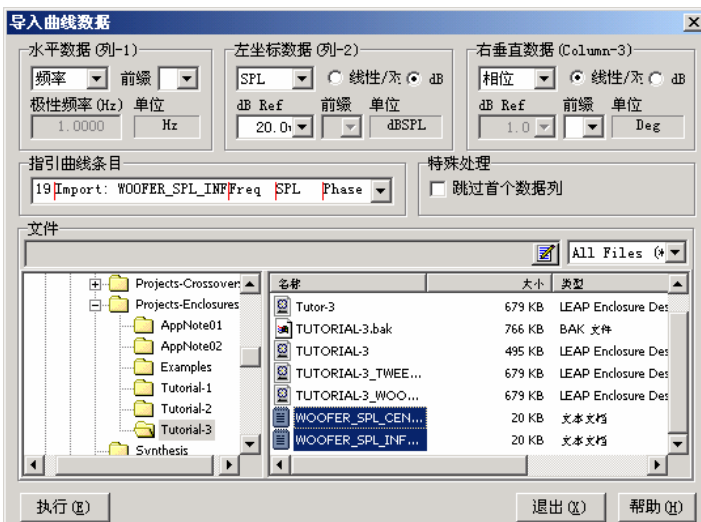 导入曲线数据
水平数据(列-1)
频率 前缀
极性频率(Hz) 单位
1.0000 Hz
左坐标数据(列-2)
SPL 线性/ dB
dB Ref 前缀 单位
20.0 dBSPL
右垂直数据(Column-3)
相位 线性/ dB
dB Ref 前缀 单位
1.0 Deg
指引曲线条目
19 Import: WOOFER_SPL_INF Freq SPL Phase
特殊处理
跳过首个数据列
文件
All Files (*
Projects-Crossover
Projects-Enclosures
AppNote01
AppNote02
Examples
Tutorial-1
Tutorial-2
Tutorial-3
Synthesis
名称 大小 类型
Tutor-3 679 KB LEAP Enclosure Des
TUTORIAL-3.bak 766 KB BAK 文件
TUTORIAL-3 495 KB LEAP Enclosure Des
TUTORIAL-3_TWEE... 679 KB LEAP Enclosure Des
TUTORIAL-3_WOO... 679 KB LEAP Enclosure Des
WOOFER_SPL_CEN... 20 KB 文本文档
WOOFER_SPL_INF... 20 KB 文本文档
执行(E) 退出(X) 帮助(H)